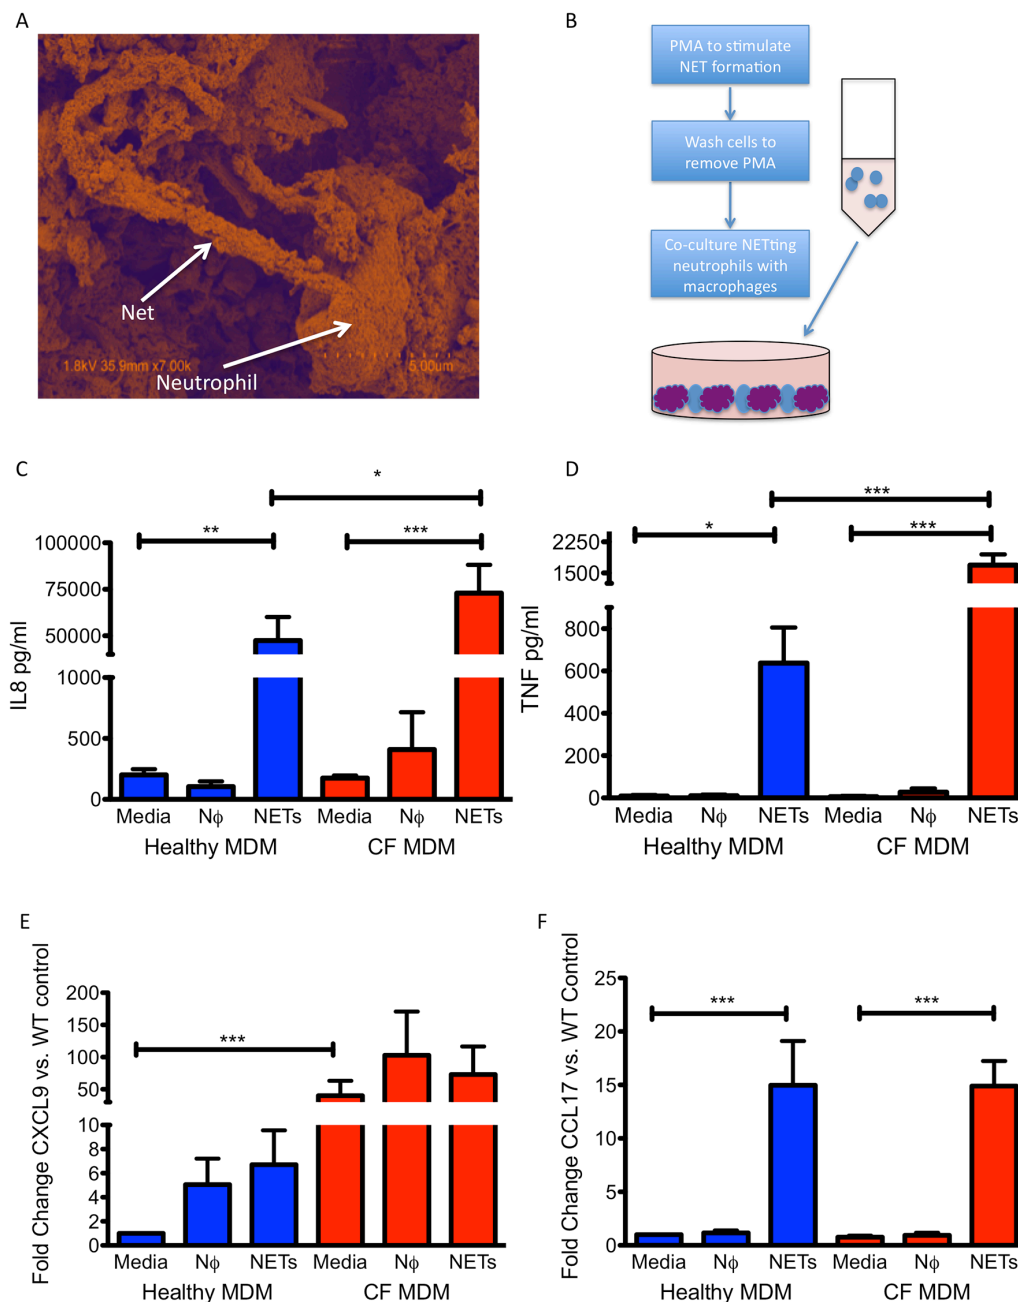 A
Net
Neutrophil
1.8kV 35.9mm x7.00k
5.00um
B
PMA to stimulate
NET formation
Wash cells to
remove PMA
Co-culture NETting
neutrophils with
macrophages
C
*
**
***
IL8 pg/ml
100000
75000
50000
1000
500
0
Media
Nϕ
NETs
Media
Nϕ
NETs
Healthy MDM
CF MDM
D
***
*
***
TNF pg/ml
2250
1500
800
600
400
200
0
Media
Nϕ
NETs
Media
Nϕ
NETs
Healthy MDM
CF MDM
E
***
Fold Change CXCL9 vs. WT control
200
150
100
50
10
8
6
4
2
0
Media
Nϕ
NETs
Media
Nϕ
NETs
Healthy MDM
CF MDM
F
***
***
Fold Change CCL17 vs. WT Control
25
20
15
10
5
0
Media
Nϕ
NETs
Media
Nϕ
NETs
Healthy MDM
CF MDM